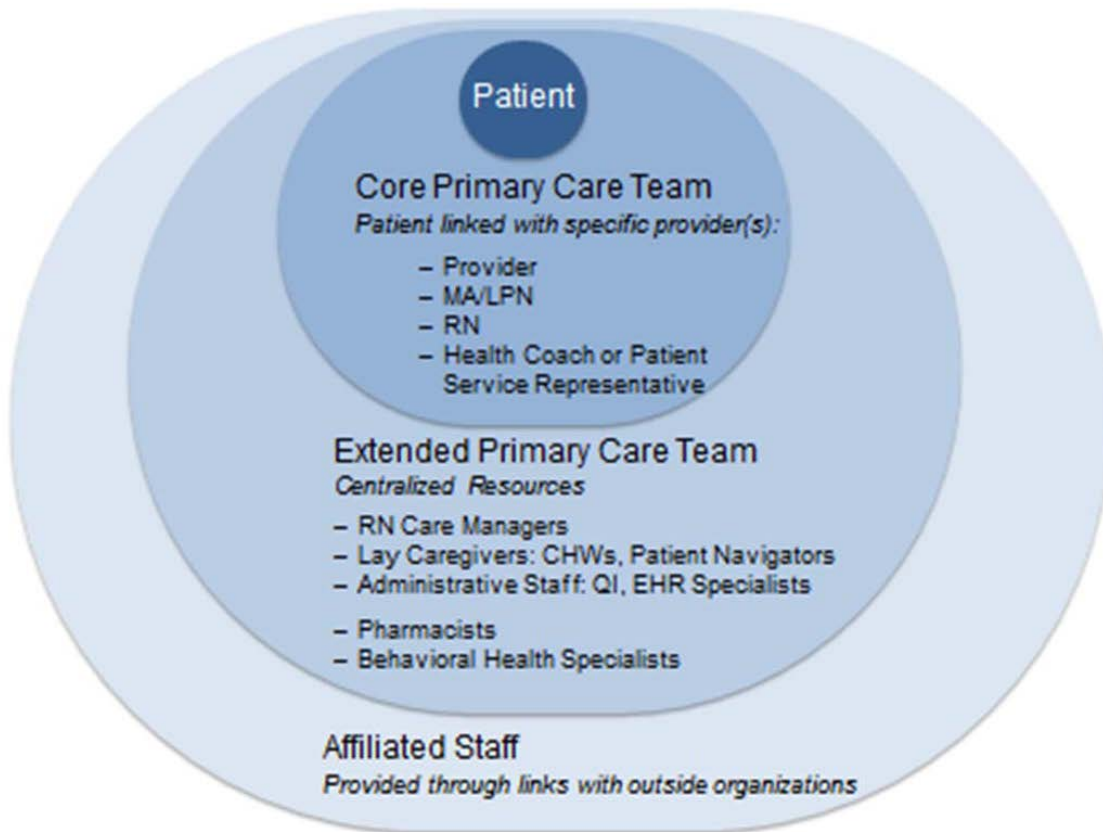 Patient
Core Primary Care Team
Patient linked with specific provider(s):
– Provider
– MA/LPN
– RN
– Health Coach or Patient
Service Representative
Extended Primary Care Team
Centralized Resources
– RN Care Managers
– Lay Caregivers: CHWs, Patient Navigators
– Administrative Staff: QI, EHR Specialists
– Pharmacists
– Behavioral Health Specialists
Affiliated Staff
Provided through links with outside organizations